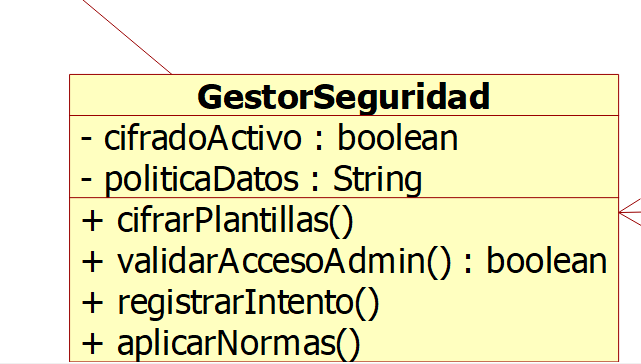 GestorSeguridad
- cifradoActivo : boolean
- politicaDatos : String
+ cifrarPlantillas()
+ validarAccesoAdmin() : boolean
+ registrarIntento()
+ aplicarNormas()